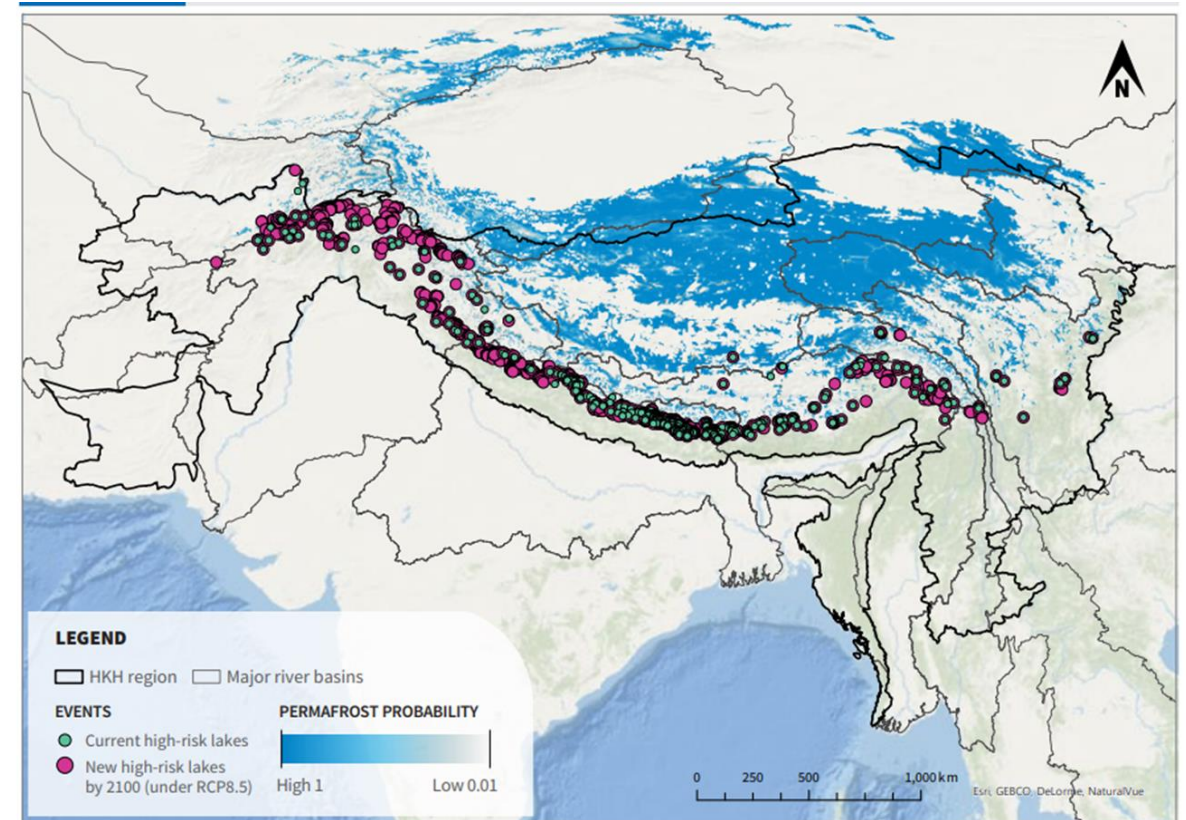 N
LEGEND
HKH region
Major river basins
EVENTS
PERMAFROST PROBABILITY
Current high-risk lakes
New high-risk lakes
by 2100 (under RCP8.5)
High 1
Low 0.01
0 250 500 1,000 km
Esri, GEBCO, DeLorme, NaturalVue